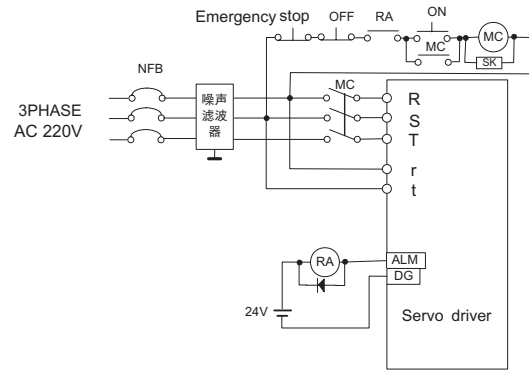 Emergency stop OFF RA ON
MC
MC
SK
NFB
3PHASE
AC 220V
噪声
滤波
器
MC
R
S
T
r
t
RA
ALM
DG
24V
Servo driver